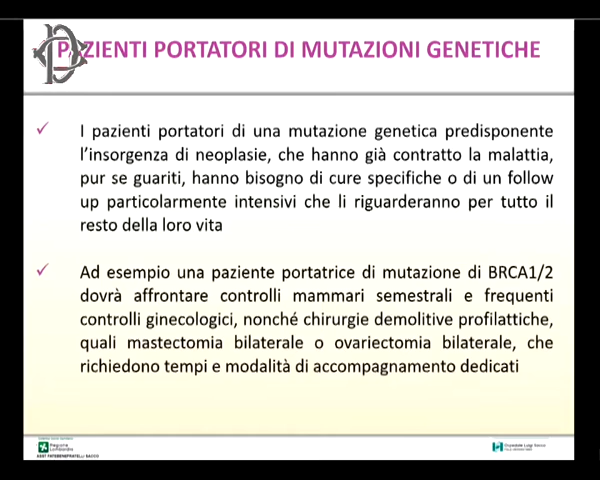 PAZIENTI PORTATORI DI MUTAZIONI GENETICHE
✓ I pazienti portatori di una mutazione genetica predisponente
l'insorgenza di neoplasie, che hanno già contratto la malattia,
pur se guariti, hanno bisogno di cure specifiche o di un follow
up particolarmente intensivi che li riguarderanno per tutto il
resto della loro vita
✓ Ad esempio una paziente portatrice di mutazione di BRCA1/2
dovrà affrontare controlli mammari semestrali e frequenti
controlli ginecologici, nonché chirurgie demolitive profilattiche,
quali mastectomia bilaterale o ovariectomia bilaterale, che
richiedono tempi e modalità di accompagnamento dedicati
Regione
Lombardia
ASST FATEBENEFRATELLI SACCO
Ospedale Luigi Sacco